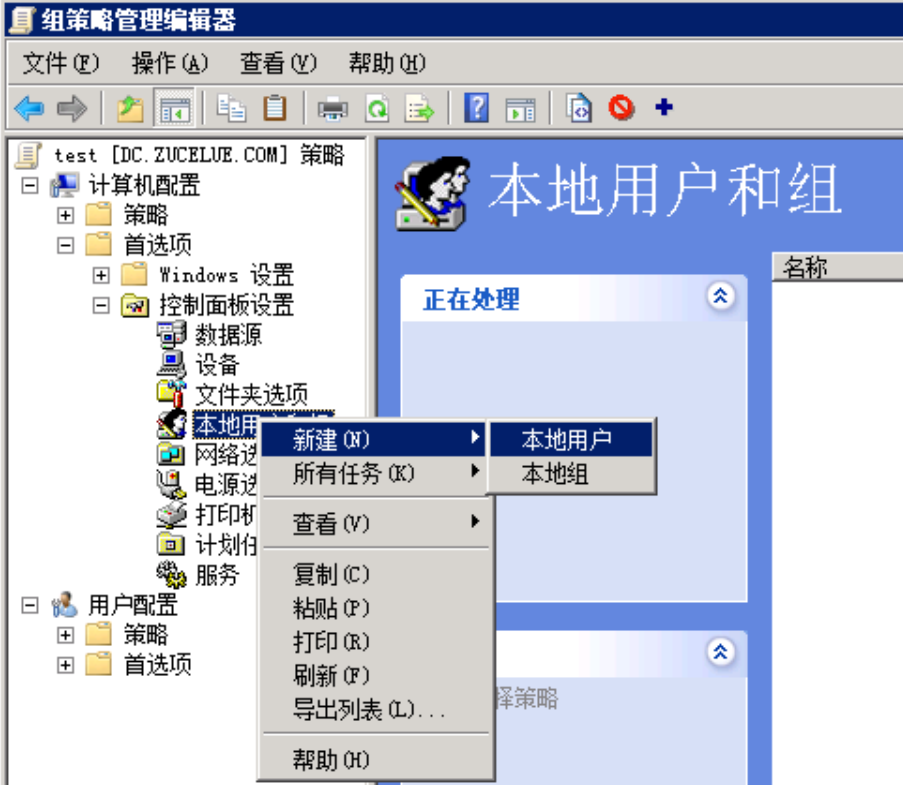 组策略管理编辑器
文件(F) 操作(A) 查看(V) 帮助(H)
test [DC.ZUCELUE.COM] 策略
计算机配置
策略
首选项
Windows 设置
控制面板设置
数据源
设备
文件夹选项
本地用
网络选
电源选
打印机
计划任
服务
用户配置
策略
首选项
新建(N)
所有任务(K)
查看(V)
复制(C)
粘贴(P)
打印(R)
刷新(F)
导出列表(L)...
帮助(H)
本地用户
本地组
本地用户和组
正在处理
择策略
名称